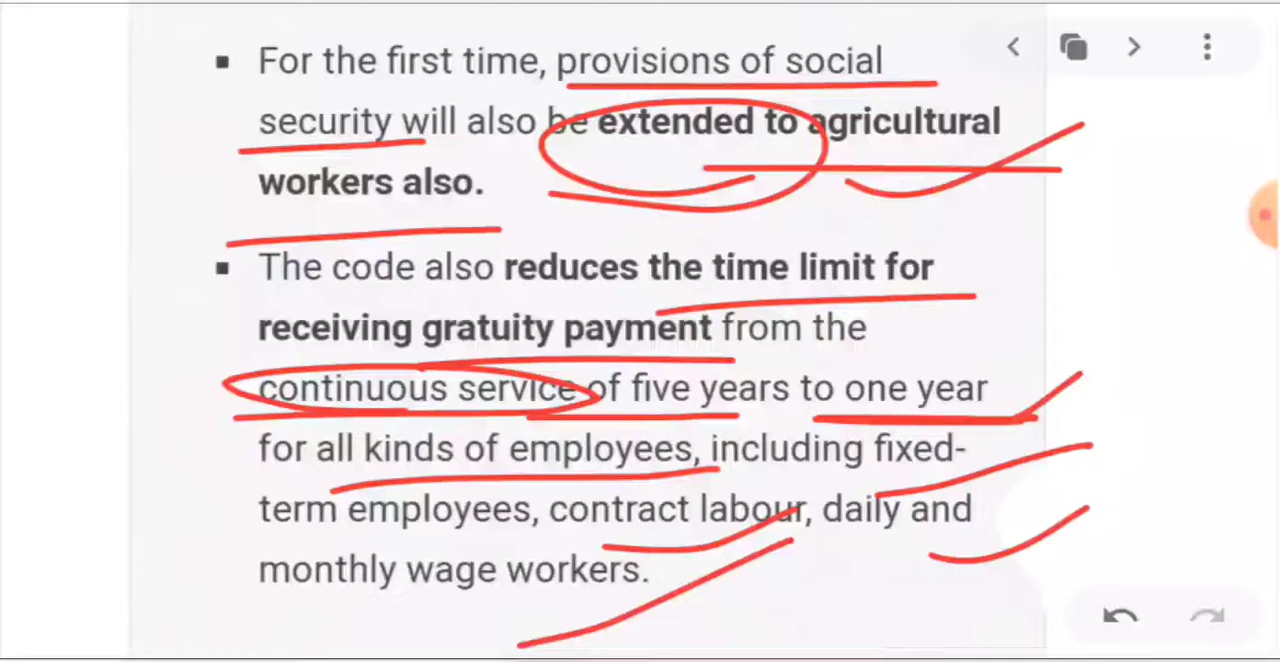 ▪ For the first time, provisions of social
security will also be extended to agricultural
workers also.
▪ The code also reduces the time limit for
receiving gratuity payment from the
continuous service of five years to one year
for all kinds of employees, including fixed-
term employees, contract labour, daily and
monthly wage workers.